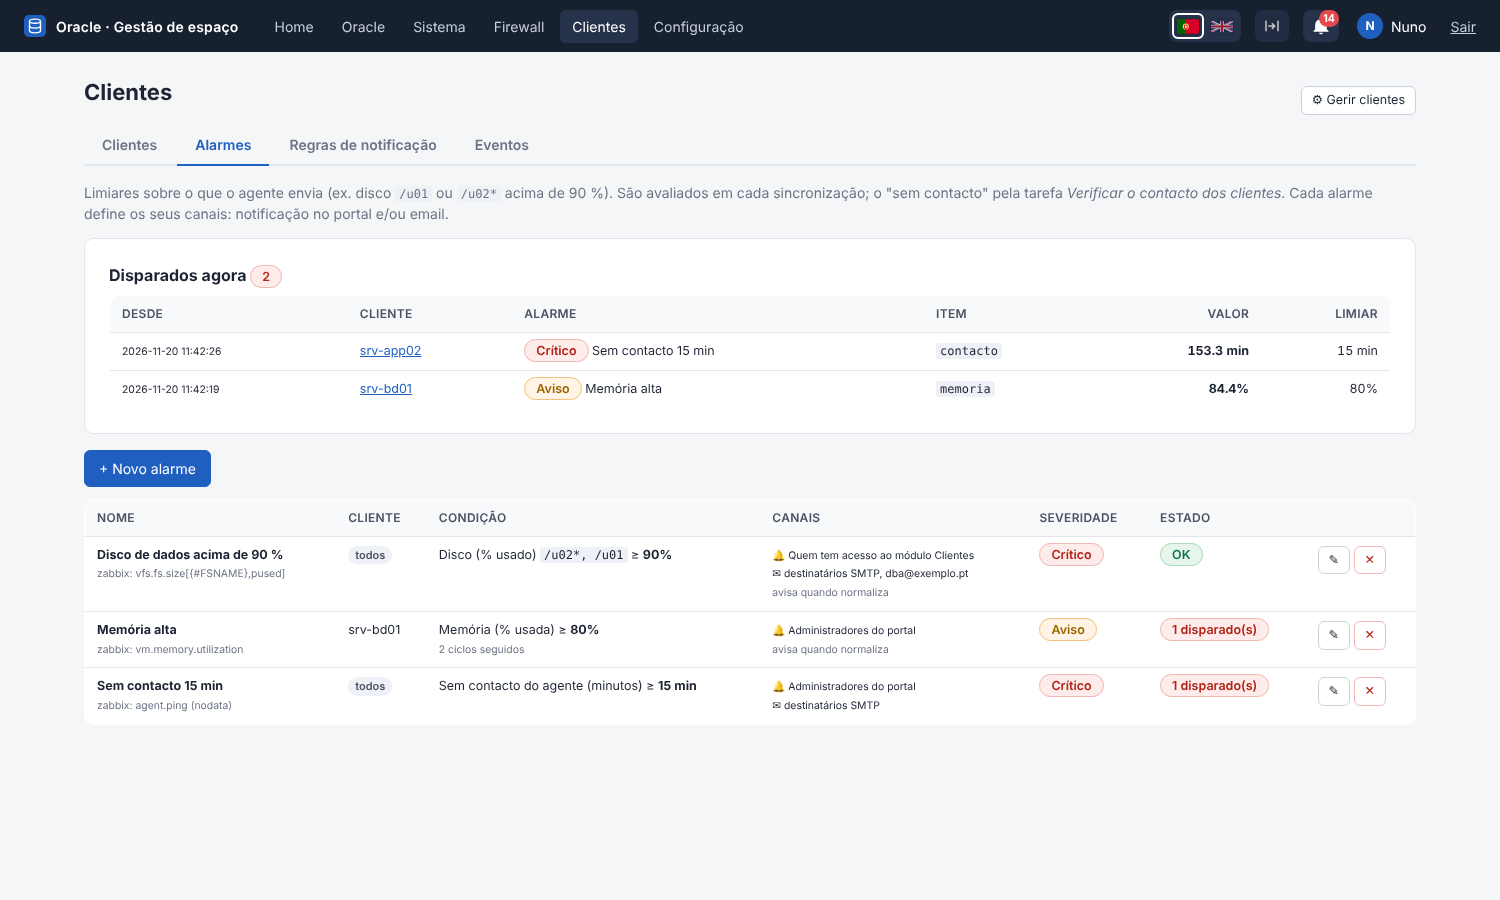 Oracle · Gestão de espaço Home Oracle Sistema Firewall Clientes Configuração 14 N Nuno Sair
Clientes
⚙ Gerir clientes
Clientes Alarmes Regras de notificação Eventos
Limiares sobre o que o agente envia (ex. disco /u01 ou /u02* acima de 90 %). São avaliados em cada sincronização; o "sem contacto" pela tarefa Verificar o contacto dos clientes. Cada alarme
define os seus canais: notificação no portal e/ou email.
Disparados agora 2
DESDE CLIENTE ALARME ITEM VALOR LIMIAR
2026-11-20 11:42:26 srv-app02 Crítico Sem contacto 15 min contacto 153.3 min 15 min
2026-11-20 11:42:19 srv-bd01 Aviso Memória alta memoria 84.4% 80%
+ Novo alarme
NOME CLIENTE CONDIÇÃO CANAIS SEVERIDADE ESTADO
Disco de dados acima de 90 % todos Disco (% usado) /u02*, /u01 ≥ 90% 🔔 Quem tem acesso ao módulo Clientes Crítico OK ✎ ✕
zabbix: vfs.fs.size[{#FSNAME},pused] ✉ destinatários SMTP, dba@exemplo.pt
avisa quando normaliza
Memória alta srv-bd01 Memória (% usada) ≥ 80% 🔔 Administradores do portal Aviso 1 disparado(s) ✎ ✕
zabbix: vm.memory.utilization 2 ciclos seguidos avisa quando normaliza
Sem contacto 15 min todos Sem contacto do agente (minutos) ≥ 15 min 🔔 Administradores do portal Crítico 1 disparado(s) ✎ ✕
zabbix: agent.ping (nodata) ✉ destinatários SMTP